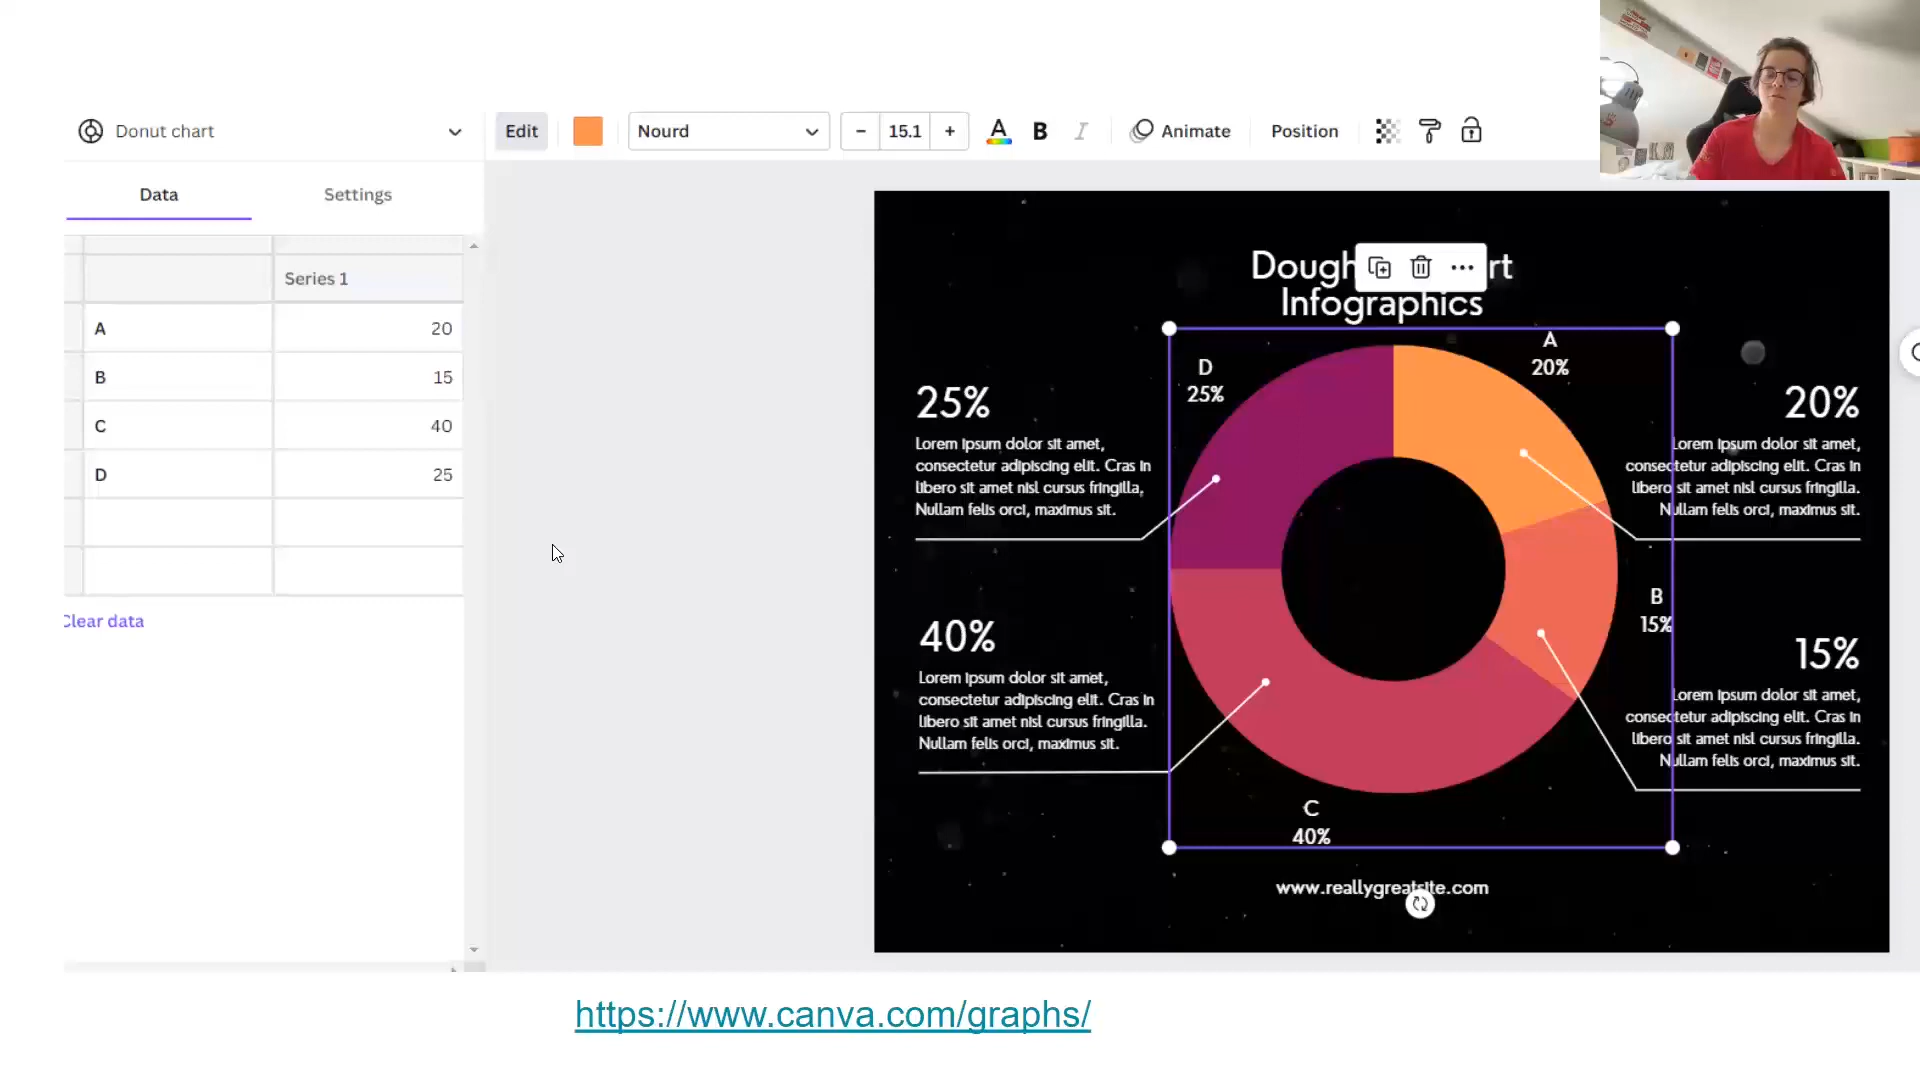 Donut chart
Edit
Nourd
– 15.1 +
A B I
Animate
Position
Data
Settings
Series 1
A 20
B 15
C 40
D 25
Clear data
Dough rt
Infographics
D
25%
A
20%
B
15%
C
40%
25%
Lorem ipsum dolor sit amet,
consectetur adipiscing elit. Cras in
libero sit amet nisl cursus fringilla.
Nullam felis orci, maximus sit.
20%
Lorem ipsum dolor sit amet,
consectetur adipiscing elit. Cras in
libero sit amet nisl cursus fringilla.
Nullam felis orci, maximus sit.
40%
Lorem ipsum dolor sit amet,
consectetur adipiscing elit. Cras in
libero sit amet nisl cursus fringilla.
Nullam felis orci, maximus sit.
15%
Lorem ipsum dolor sit amet,
consectetur adipiscing elit. Cras in
libero sit amet nisl cursus fringilla.
Nullam felis orci, maximus sit.
www.reallygreatsite.com
https://www.canva.com/graphs/